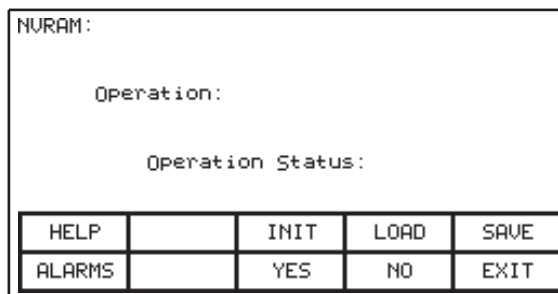 NVRAM:
Operation:
Operation Status:
HELP INIT LOAD SAVE
ALARMS YES NO EXIT